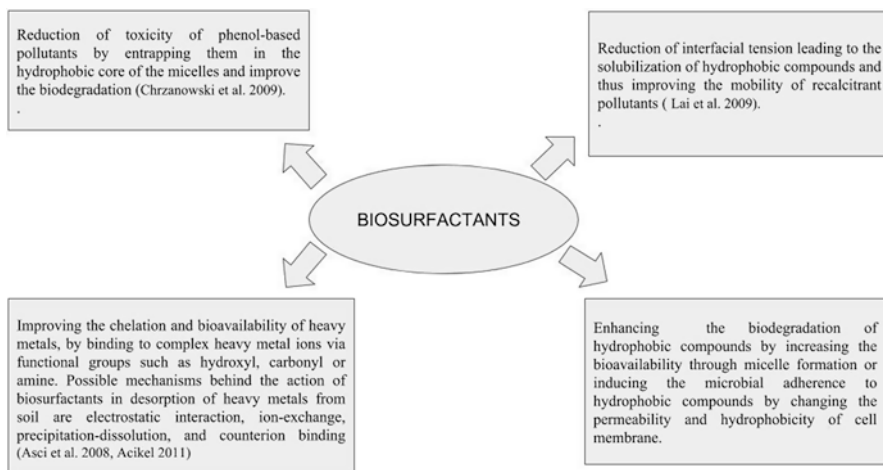 Reduction of toxicity of phenol-based
pollutants by entrapping them in the
hydrophobic core of the micelles and improve
the biodegradation (Chrzanowski et al. 2009).
.
Reduction of interfacial tension leading to the
solubilization of hydrophobic compounds and
thus improving the mobility of recalcitrant
pollutants ( Lai et al. 2009).
.
BIOSURFACTANTS
Improving the chelation and bioavailability of heavy
metals, by binding to complex heavy metal ions via
functional groups such as hydroxyl, carbonyl or
amine. Possible mechanisms behind the action of
biosurfactants in desorption of heavy metals from
soil are electrostatic interaction, ion-exchange,
precipitation-dissolution, and counterion binding
(Asci et al. 2008, Acikel 2011)
Enhancing the biodegradation of
hydrophobic compounds by increasing the
bioavailability through micelle formation or
inducing the microbial adherence to
hydrophobic compounds by changing the
permeability and hydrophobicity of cell
membrane.